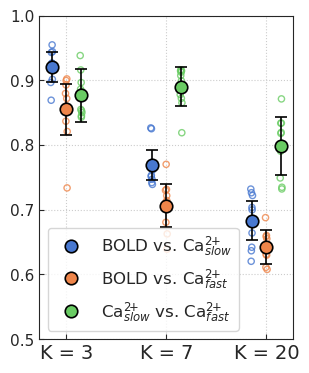 1.0
0.9
0.8
0.7
0.6
0.5
BOLD vs. Ca²⁺slow
BOLD vs. Ca²⁺fast
Ca²⁺slow vs. Ca²⁺fast
K = 3 K = 7 K = 20